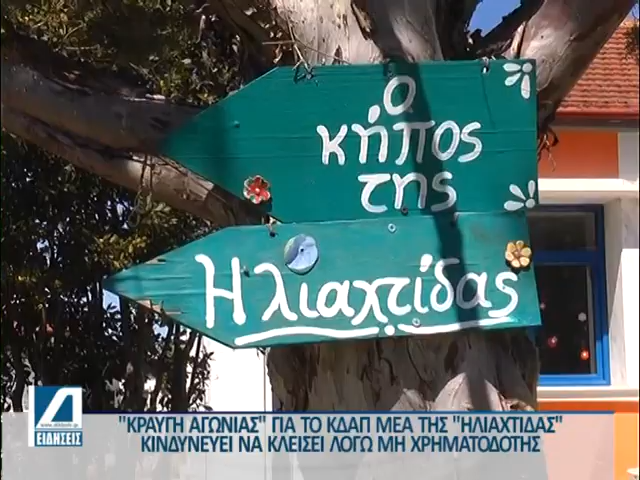 ο
κήπος
της
Ηλιαχτίδας
ΕΙΔΗΣΕΙΣ
"ΚΡΑΥΓΗ ΑΓΩΝΙΑΣ" ΓΙΑ ΤΟ ΚΔΑΠ ΜΕΑ ΤΗΣ "ΗΛΙΑΧΤΙΔΑΣ"
ΚΙΝΔΥΝΕΥΕΙ ΝΑ ΚΛΕΙΣΕΙ ΛΟΓΩ ΜΗ ΧΡΗΜΑΤΟΔΟΤΗΣ